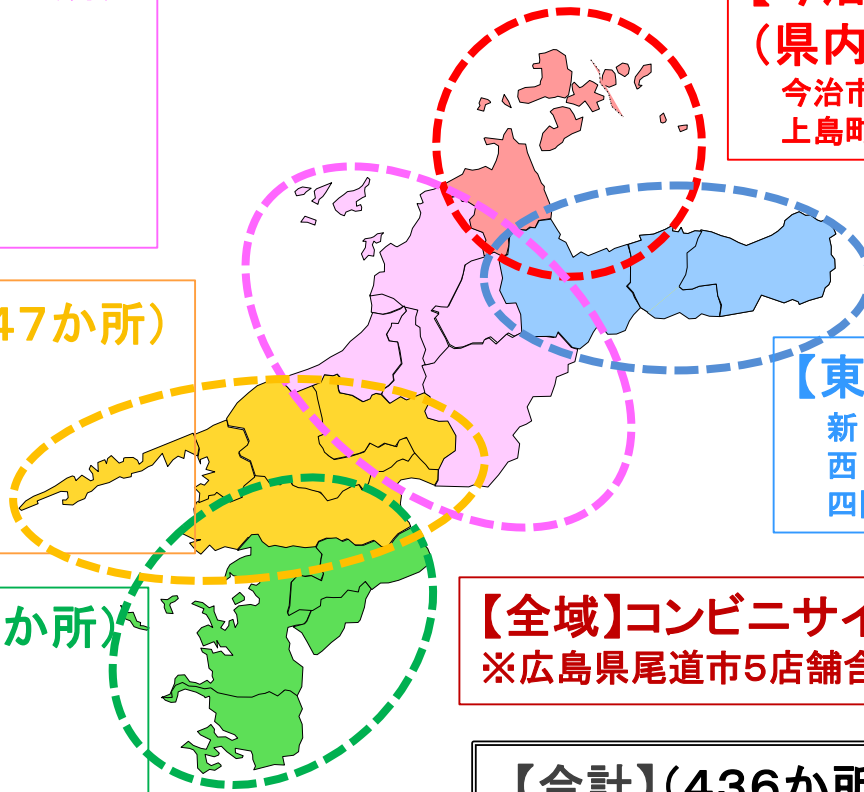 (県内
今治市
上島町
47か所)
【東
新
西
四
か所)
【全域】コンビニサイ
※広島県尾道市5店舗合
【合計】(436か所